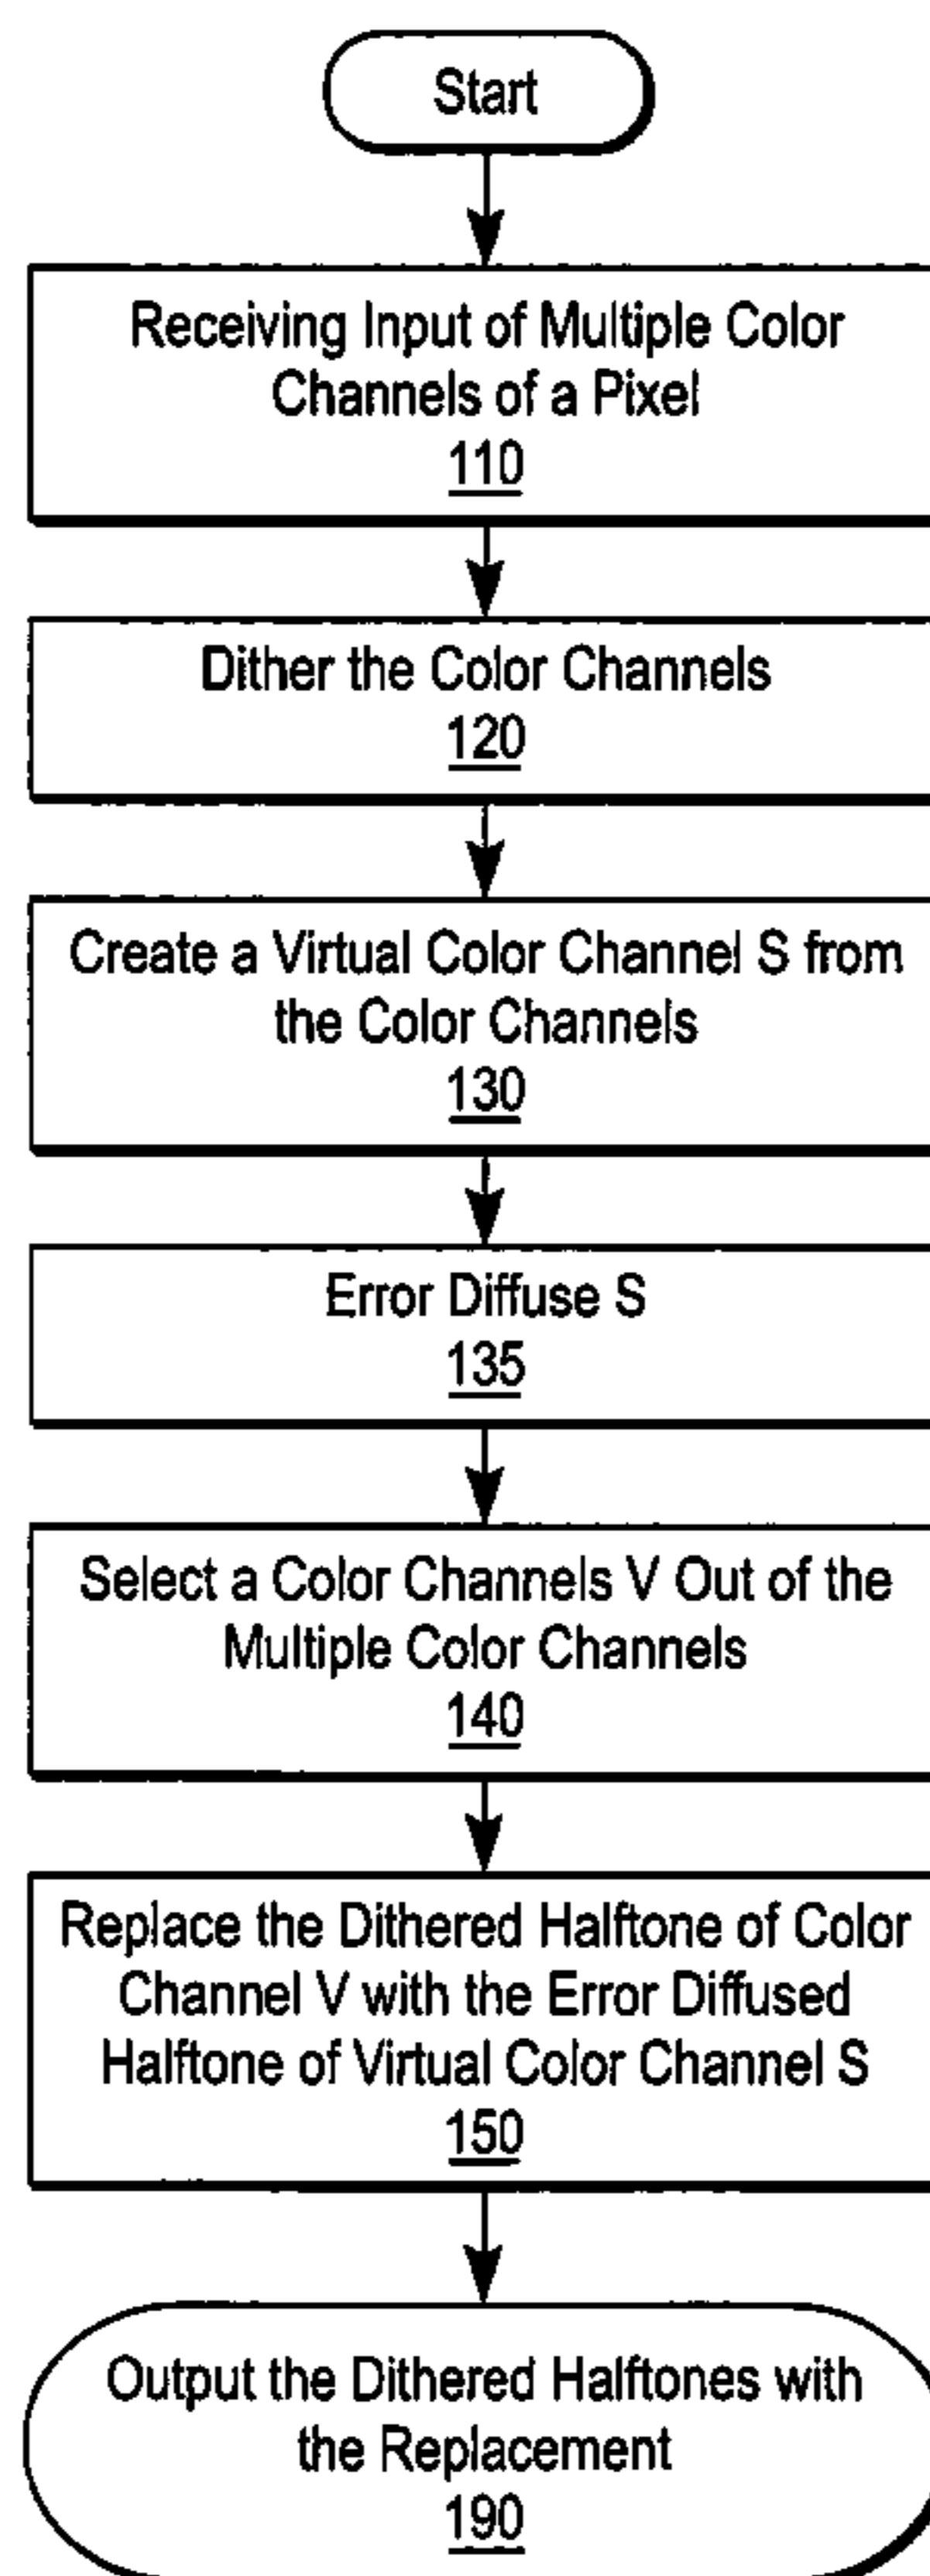 Start
Receiving Input of Multiple Color
Channels of a Pixel
110
Dither the Color Channels
120
Create a Virtual Color Channel S from
the Color Channels
130
Error Diffuse S
135
Select a Color Channels V Out of the
Multiple Color Channels
140
Replace the Dithered Halftone of Color
Channel V with the Error Diffused
Halftone of Virtual Color Channel S
150
Output the Dithered Halftones with
the Replacement
190